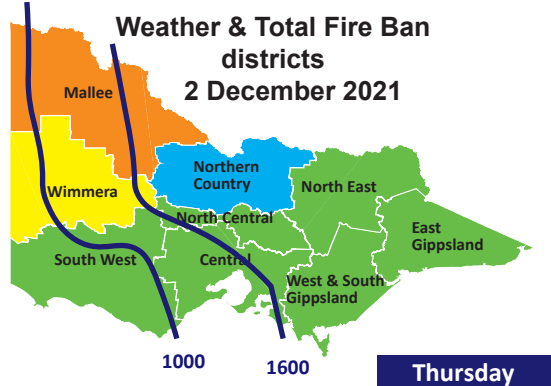 Weather & Total Fire Ban
districts
2 December 2021
Mallee
Northern
Country
North East
Wimmera
North Central
East
Gippsland
South West
Central
West & South
Gippsland
1000
1600
Thursday